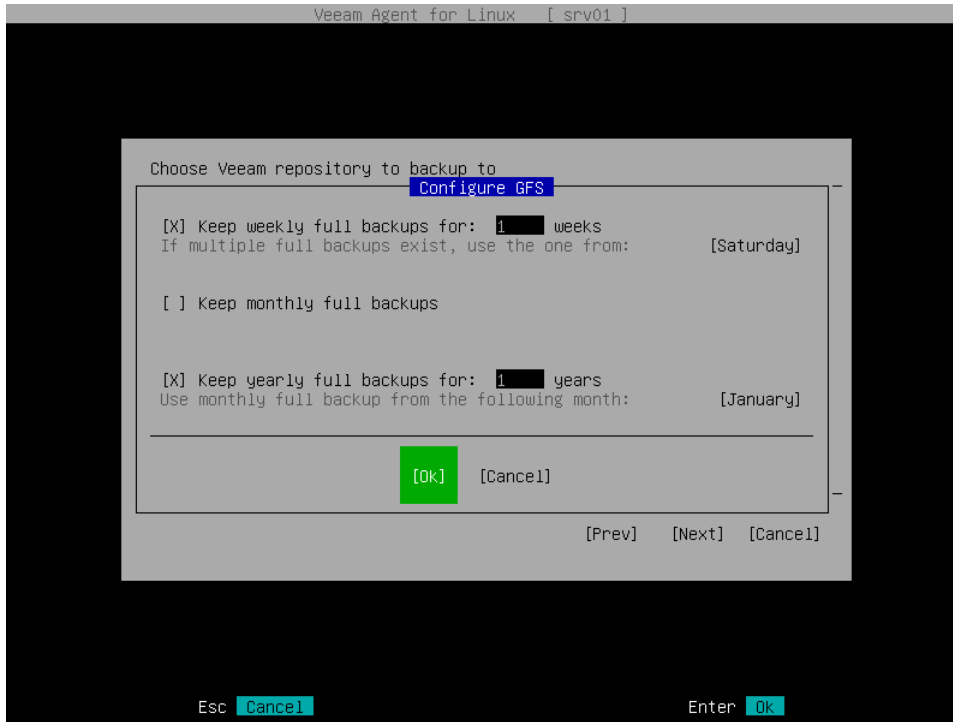 Veeam Agent for Linux   [ srv01 ]
Choose Veeam repository to backup to
Configure GFS
[X] Keep weekly full backups for: 1 weeks
If multiple full backups exist, use the one from: [Saturday]
[ ] Keep monthly full backups
[X] Keep yearly full backups for: 1 years
Use monthly full backup from the following month: [January]
[Ok] [Cancel]
[Prev] [Next] [Cancel]
Esc Cancel Enter Ok